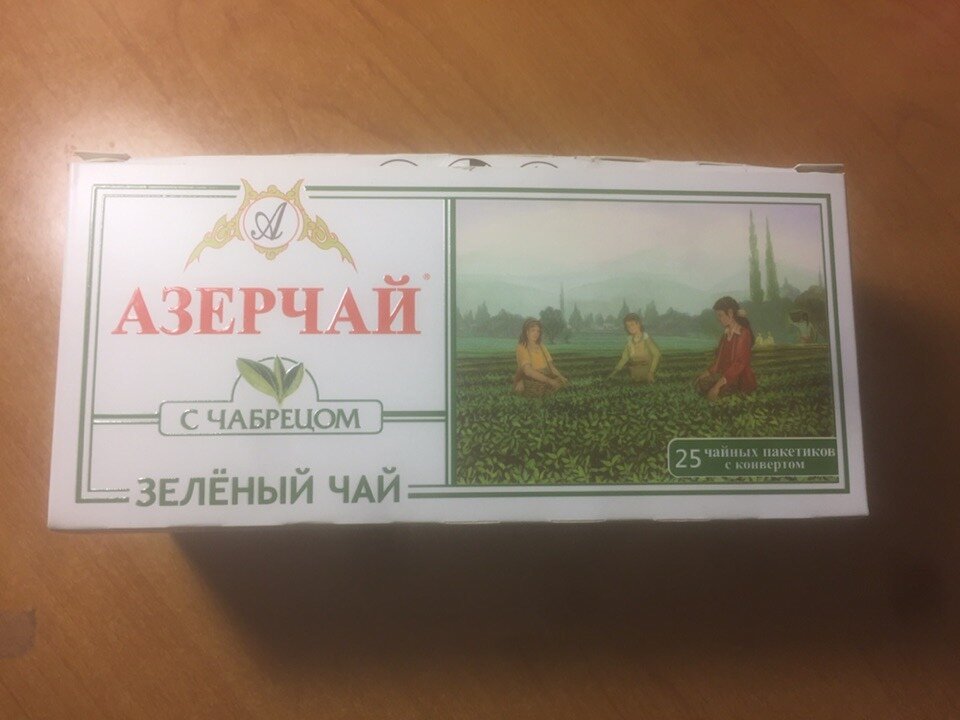 А
АЗЕРЧАЙ®
С ЧАБРЕЦОМ
ЗЕЛЁНЫЙ ЧАЙ
25 чайных пакетиков
с конвертом